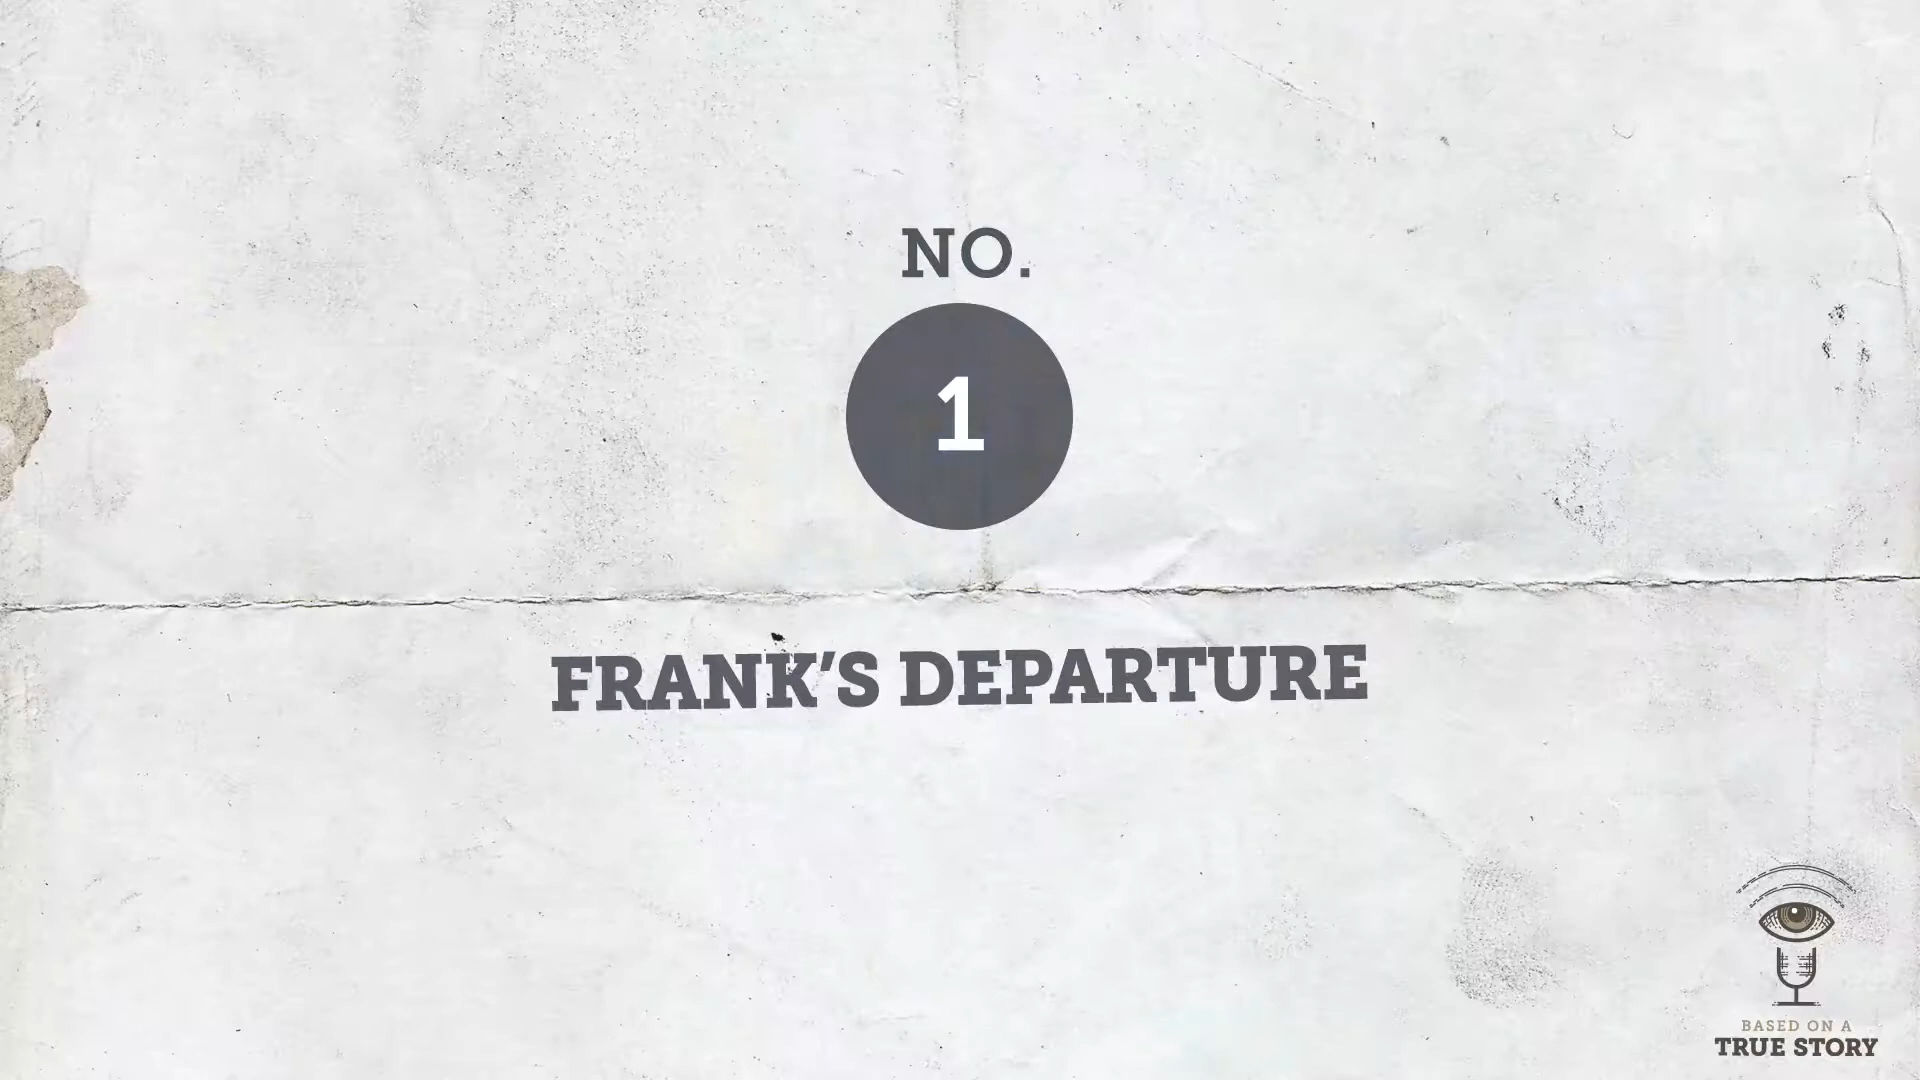 NO.
1
FRANK'S DEPARTURE
BASED ON A
TRUE STORY